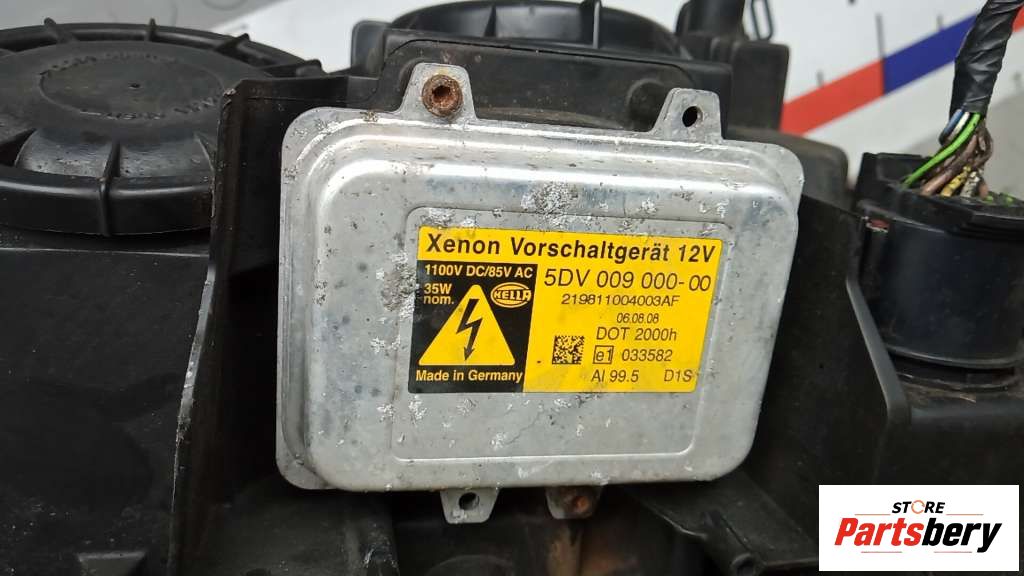 Xenon Vorschaltgerät 12V
1100V DC/85V AC
35W
nom.
HELLA
Made in Germany
5DV 009 000-00
219811004003AF
06.08.08
DOT 2000h
e1 033582
Al 99.5 D1S
STORE
Partsbery